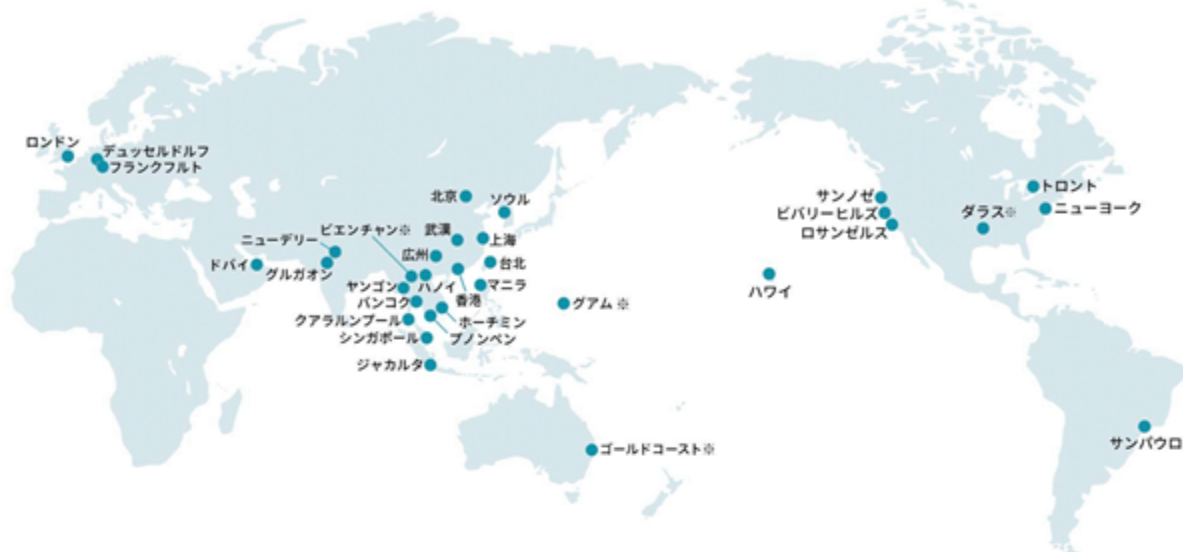 ロンドン
デュッセルドルフ
フランクフルト
北京
ソウル
ビエンチャン※
武漢
ニューデリー
上海
広州
ドバイ
グルガオン
台北
ヤンゴン
ハノイ
マニラ
バンコク
香港
クアラルンプール
ホーチミン
シンガポール
プノンペン
ジャカルタ
グアム ※
ゴールドコースト※
ハワイ
サンノゼ
ビバリーヒルズ
ロサンゼルス
トロント
ダラス※
ニューヨーク
サンパウロ